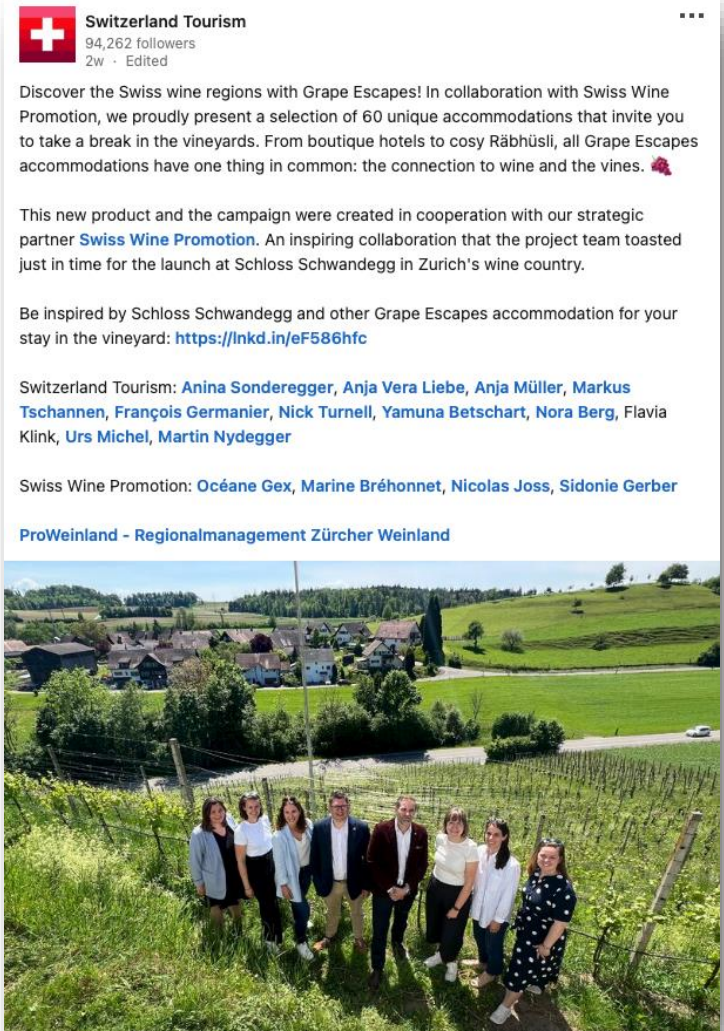 Switzerland Tourism
94,262 followers
2w · Edited
Discover the Swiss wine regions with Grape Escapes! In collaboration with Swiss Wine
Promotion, we proudly present a selection of 60 unique accommodations that invite you
to take a break in the vineyards. From boutique hotels to cosy Räbhüsli, all Grape Escapes
accommodations have one thing in common: the connection to wine and the vines. 🍇
This new product and the campaign were created in cooperation with our strategic
partner Swiss Wine Promotion. An inspiring collaboration that the project team toasted
just in time for the launch at Schloss Schwandegg in Zurich's wine country.
Be inspired by Schloss Schwandegg and other Grape Escapes accommodation for your
stay in the vineyard: https://lnkd.in/eF586hfc
Switzerland Tourism: Anina Sonderegger, Anja Vera Liebe, Anja Müller, Markus
Tschannen, François Germanier, Nick Turnell, Yamuna Betschart, Nora Berg, Flavia
Klink, Urs Michel, Martin Nydegger
Swiss Wine Promotion: Océane Gex, Marine Bréhonnet, Nicolas Joss, Sidonie Gerber
ProWeinland - Regionalmanagement Zürcher Weinland